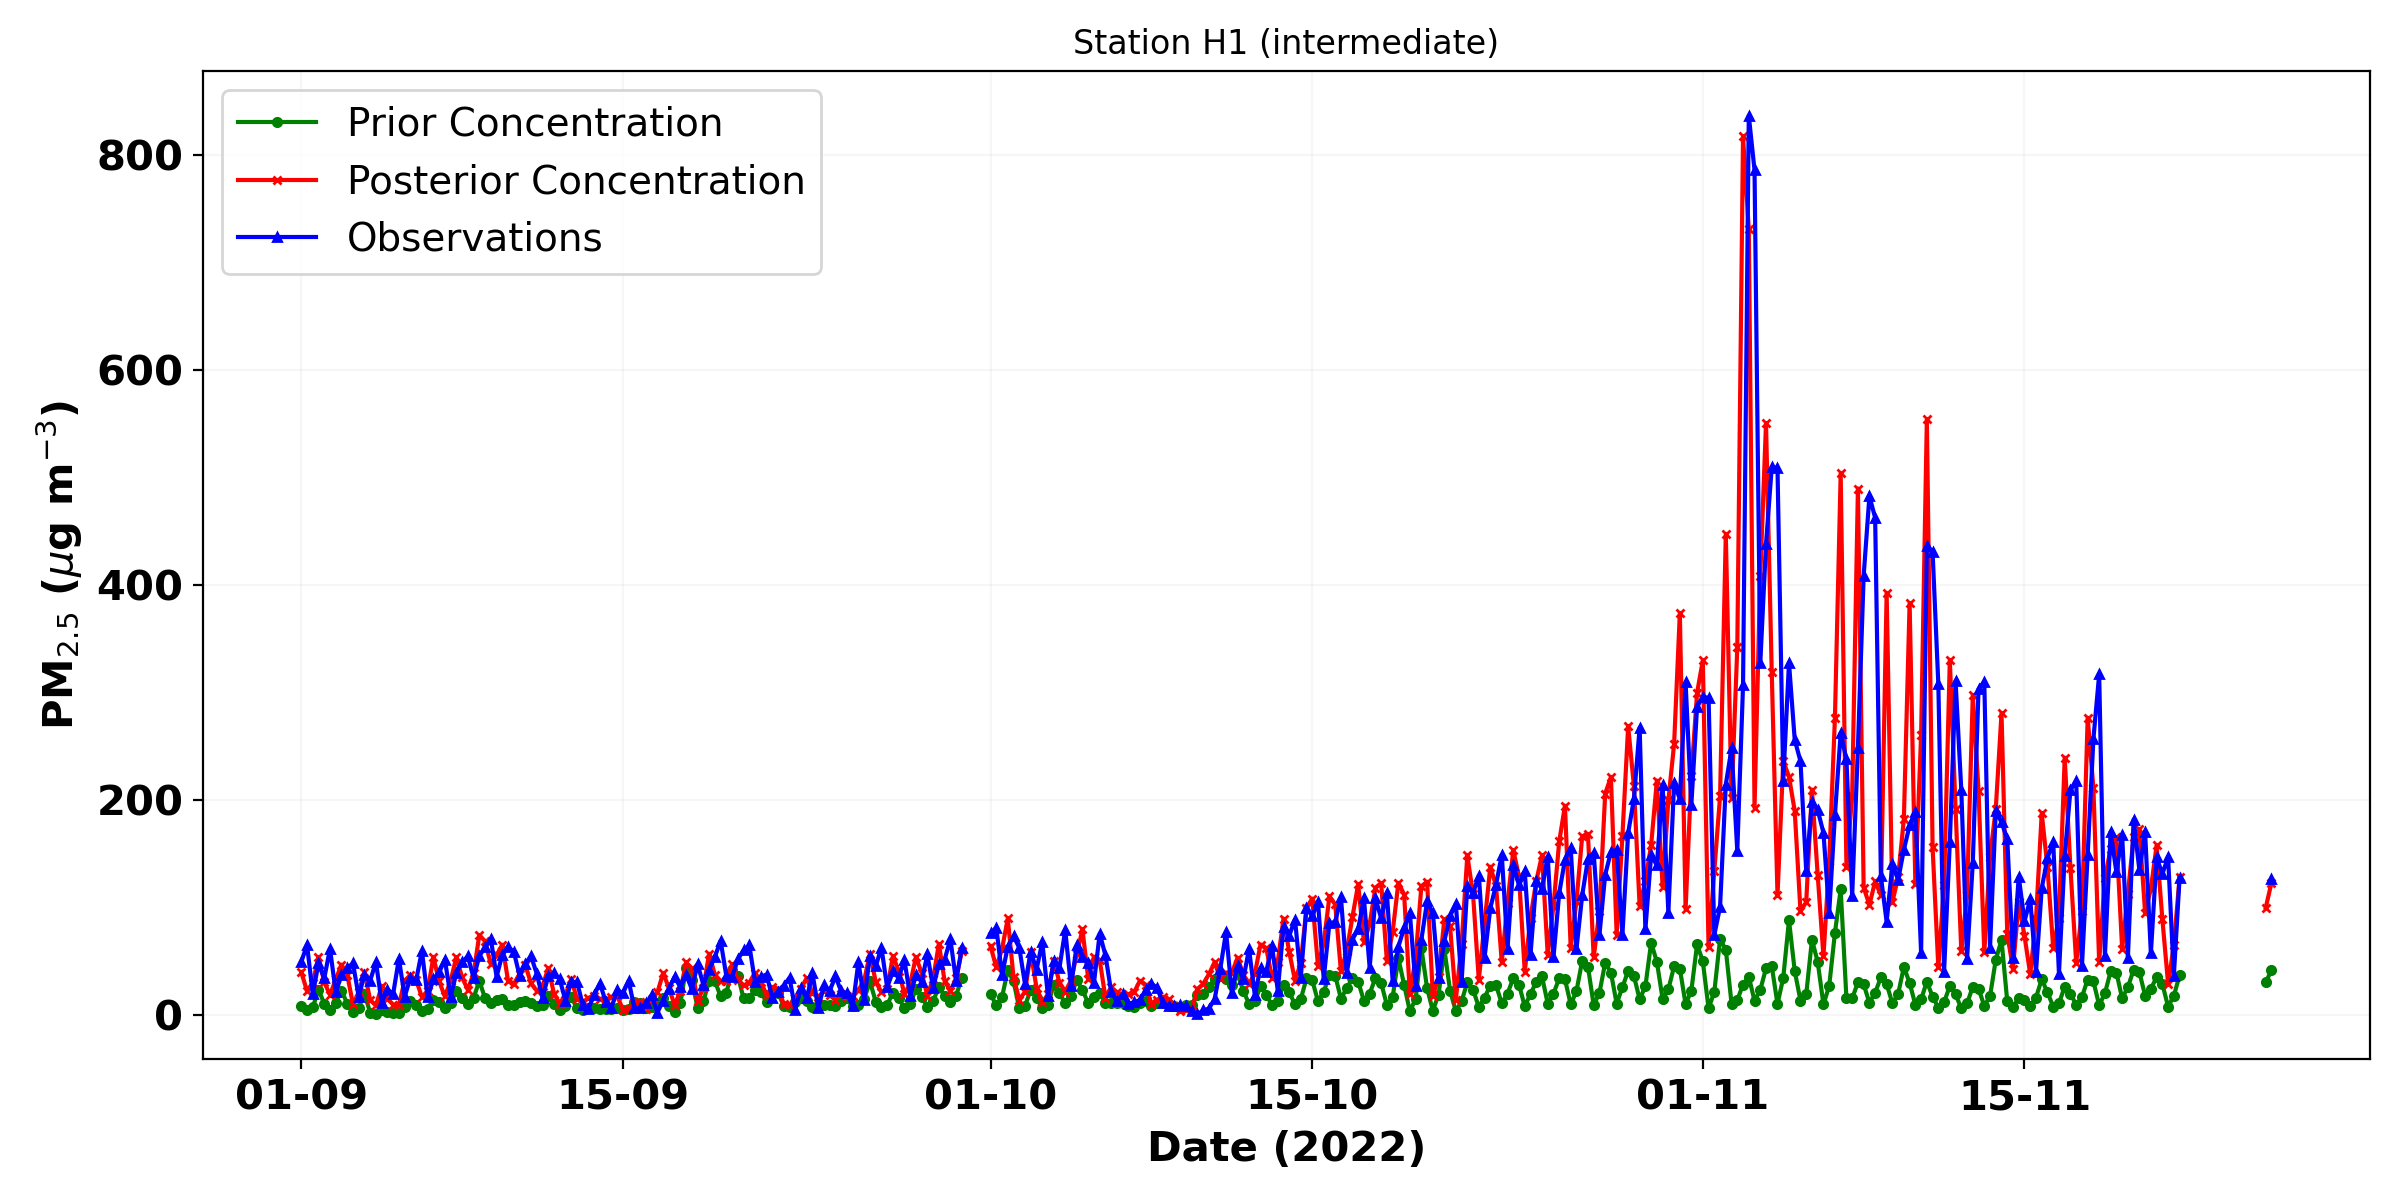 Station H1 (intermediate)
Prior Concentration
Posterior Concentration
Observations
800
600
400
200
0
PM₂.₅ (μg m⁻³)
01-09 15-09 01-10 15-10 01-11 15-11
Date (2022)